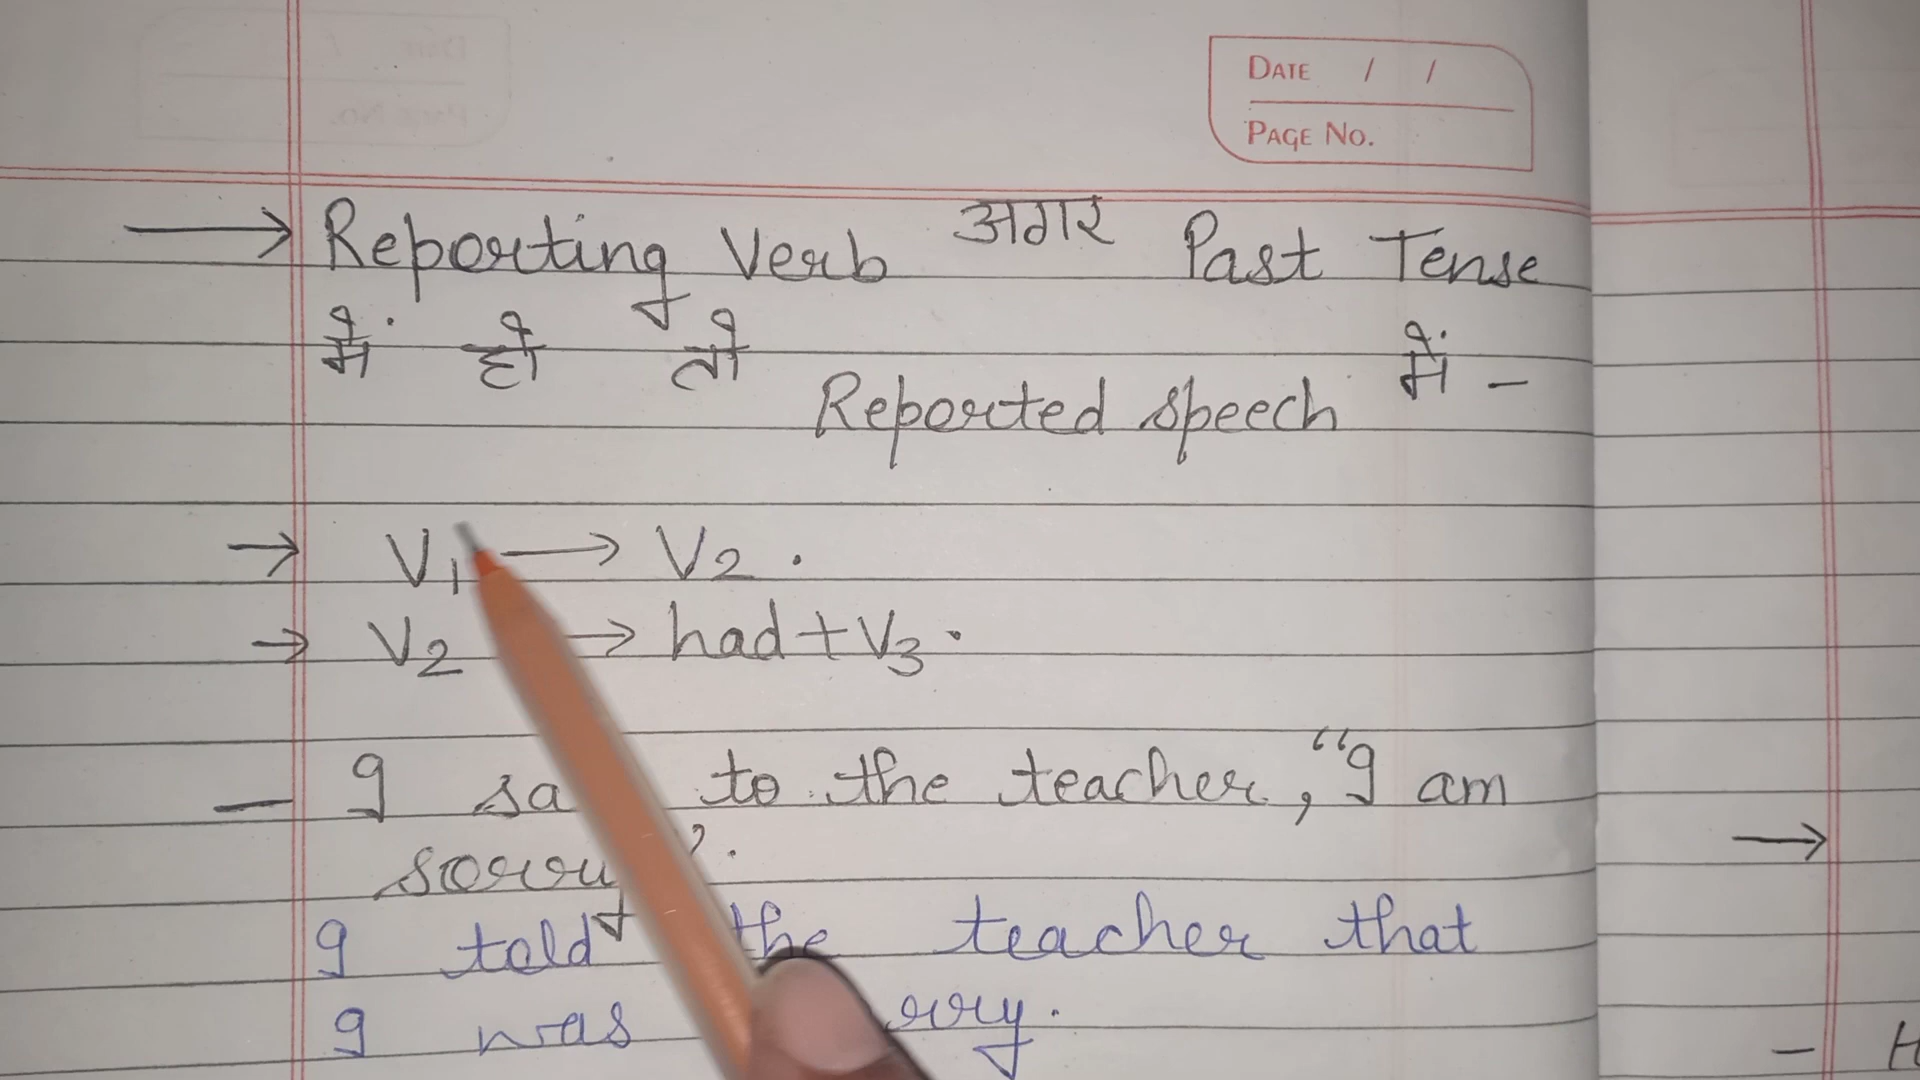 DATE / /
PAGE NO.
→ Reporting Verb अगर Past Tense
में हो तो Reported speech में –
→ V1 → V2.
→ V2 → had + V3.
– I sa to the teacher, “I am
sorry”.
I told the teacher that
I was
→
– H